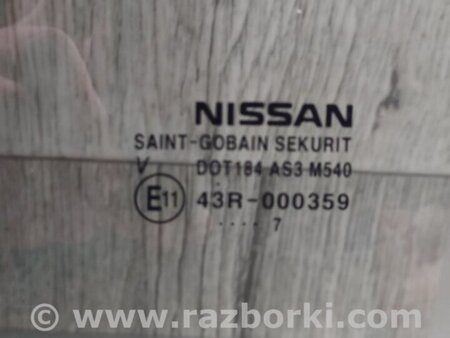 NISSAN
SAINT-GOBAIN SEKURIT
V DOT184 AS3 M540
E11 43R-000359
.... 7
© www.razborki.com